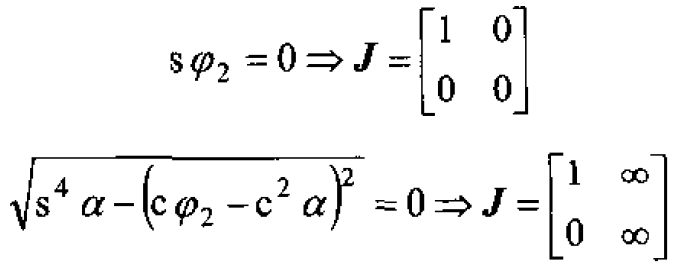 s φ₂ = 0 ⇒ J = [1 0; 0 0]
√(s⁴ α − (c φ₂ − c² α)²) = 0 ⇒ J = [1 ∞; 0 ∞]